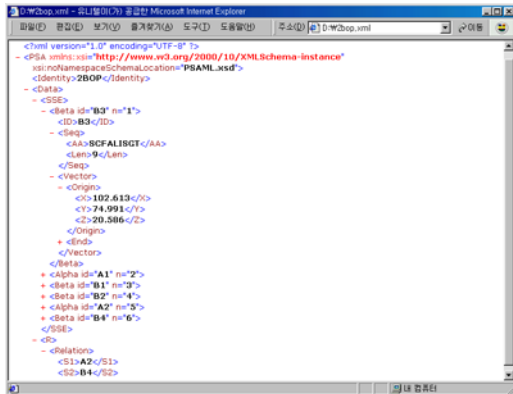 D:₩2bop.xml - 유니텔이(가) 공급한 Microsoft Internet Explorer
파일(F) 편집(E) 보기(V) 즐겨찾기(A) 도구(T) 도움말(H) 주소(D) D:₩2bop.xml 이동
<?xml version="1.0" encoding="UTF-8" ?>
- <PSA xmlns:xsi="http://www.w3.org/2000/10/XMLSchema-instance"
xsi:noNamespaceSchemaLocation="PSAML.xsd">
<Identity>2BOP</Identity>
- <Data>
- <SSE>
- <Beta id="B3" n="1">
<ID>B3</ID>
- <Seq>
<AA>SCFALISGT</AA>
<Len>9</Len>
</Seq>
- <Vector>
- <Origin>
<X>102.613</X>
<Y>74.991</Y>
<Z>20.586</Z>
</Origin>
+ <End>
</Vector>
</Beta>
+ <Alpha id="A1" n="2">
+ <Beta id="B1" n="3">
+ <Beta id="B2" n="4">
+ <Alpha id="A2" n="5">
+ <Beta id="B4" n="6">
</SSE>
- <R>
- <Relation>
<S1>A2</S1>
<S2>B4</S2>
내 컴퓨터